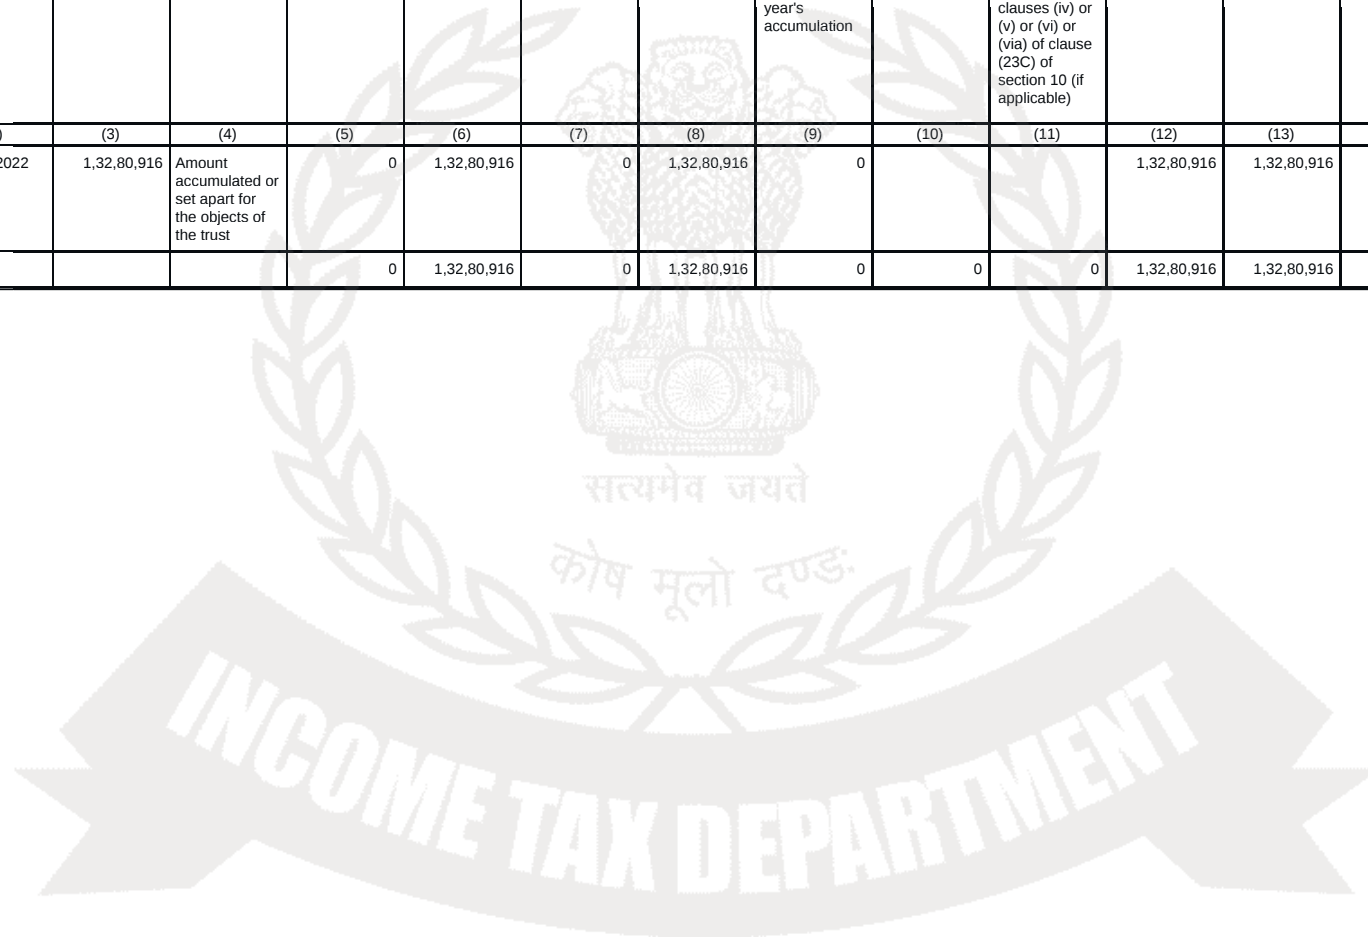 year's
accumulation
clauses (iv) or
(v) or (vi) or
(via) of clause
(23C) of
section 10 (if
applicable)
) (3) (4) (5) (6) (7) (8) (9) (10) (11) (12) (13)
2022 1,32,80,916 Amount 0 1,32,80,916 0 1,32,80,916 0 1,32,80,916 1,32,80,916
accumulated or
set apart for
the objects of
the trust
0 1,32,80,916 0 1,32,80,916 0 0 0 1,32,80,916 1,32,80,916
सत्यमेव जयते
कोष मूलो दण्डः
INCOME TAX DEPARTMENT